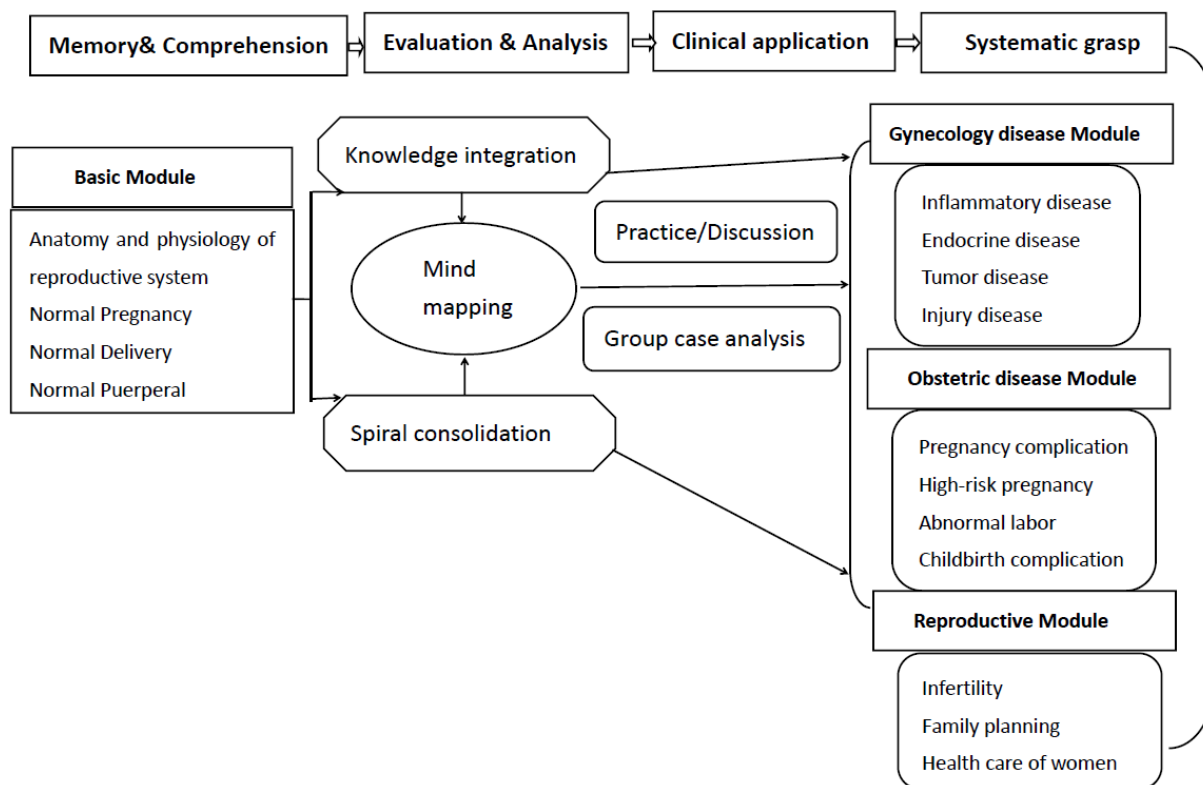 Memory& Comprehension
Evaluation & Analysis
Clinical application
Systematic grasp
Basic Module
Anatomy and physiology of
reproductive system
Normal Pregnancy
Normal Delivery
Normal Puerperal
Knowledge integration
Mind
mapping
Spiral consolidation
Practice/Discussion
Group case analysis
Gynecology disease Module
Inflammatory disease
Endocrine disease
Tumor disease
Injury disease
Obstetric disease Module
Pregnancy complication
High-risk pregnancy
Abnormal labor
Childbirth complication
Reproductive Module
Infertility
Family planning
Health care of women